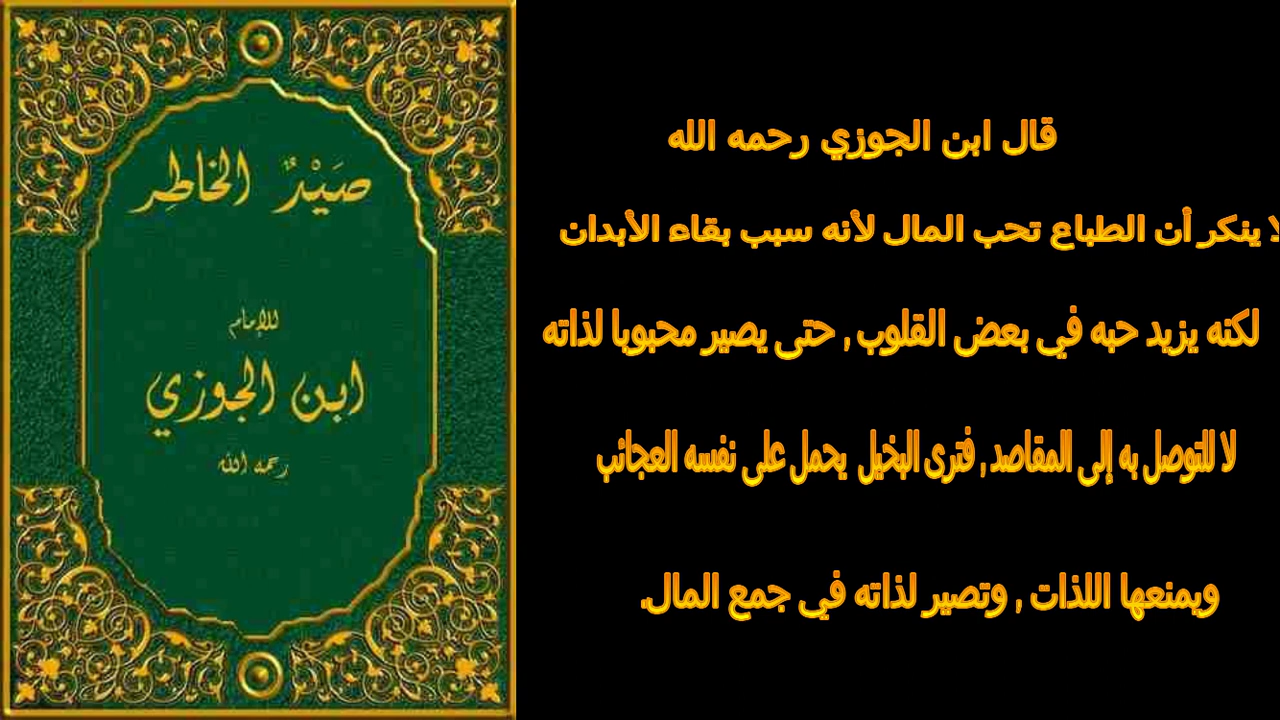 صَيْدٌ الخاطِر
للإمام
ابن الجوزي
رحمه الله
قال ابن الجوزي رحمه الله
لا ينكر أن الطباع تحب المال لأنه سبب بقاء الأبدان
لكنه يزيد حبه في بعض القلوب , حتى يصير محبوبا لذاته
لا للتوصل به إلى المقاصد , فترى البخيل يحمل على نفسه العجائب
ويمنعها اللذات , وتصير لذاته في جمع المال.